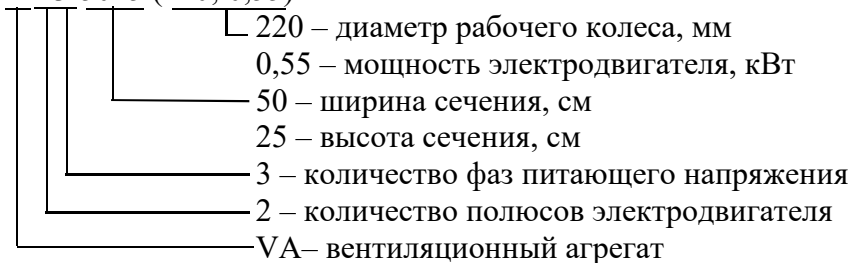 220 – диаметр рабочего колеса, мм
0,55 – мощность электродвигателя, кВт
50 – ширина сечения, см
25 – высота сечения, см
3 – количество фаз питающего напряжения
2 – количество полюсов электродвигателя
VA– вентиляционный агрегат